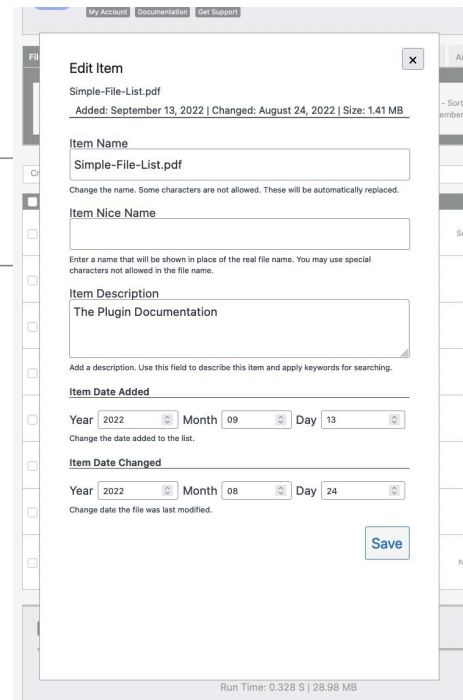 My Account Documentation Get Support
Edit Item
x
Simple-File-List.pdf
Added: September 13, 2022 | Changed: August 24, 2022 | Size: 1.41 MB
Item Name
Simple-File-List.pdf
Change the name. Some characters are not allowed. These will be automatically replaced.
Item Nice Name
Enter a name that will be shown in place of the real file name. You may use special
characters not allowed in the file name.
Item Description
The Plugin Documentation
Add a description. Use this field to describe this item and apply keywords for searching.
Item Date Added
Year 2022 Month 09 Day 13
Change the date added to the list.
Item Date Changed
Year 2022 Month 08 Day 24
Change date the file was last modified.
Save
Run Time: 0.328 S | 28.98 MB